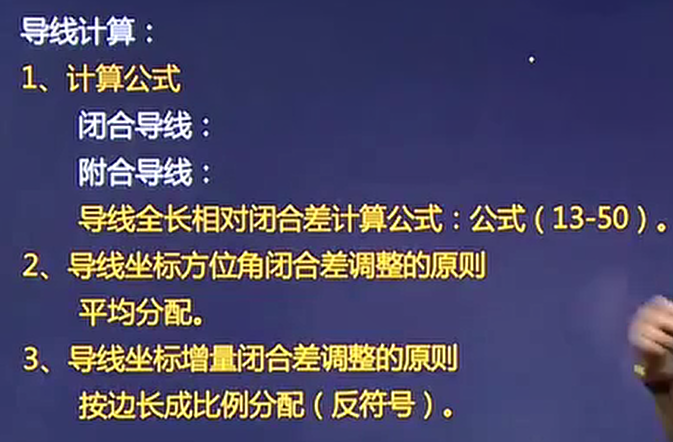 导线计算：
1、计算公式
闭合导线：
附合导线：
导线全长相对闭合差计算公式：公式（13-50）。
2、导线坐标方位角闭合差调整的原则
平均分配。
3、导线坐标增量闭合差调整的原则
按边长成比例分配（反符号）。